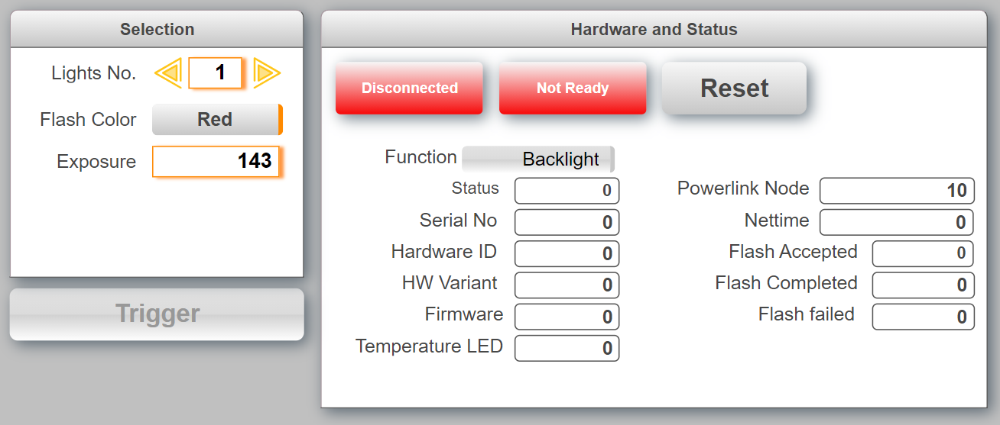 Selection
Lights No. 1
Flash Color Red
Exposure 143
Trigger
Hardware and Status
Disconnected Not Ready Reset
Function Backlight
Status 0 Powerlink Node 10
Serial No 0 Nettime 0
Hardware ID 0 Flash Accepted 0
HW Variant 0 Flash Completed 0
Firmware 0 Flash failed 0
Temperature LED 0